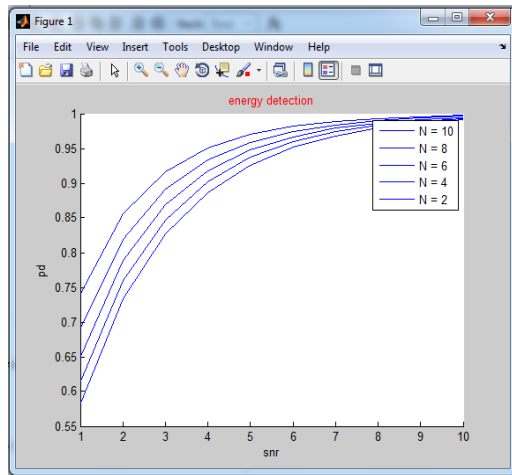 Figure 1
File Edit View Insert Tools Desktop Window Help
energy detection
1
0.95
0.9
0.85
0.8
0.75
0.7
0.65
0.6
0.55
pd
N = 10
N = 8
N = 6
N = 4
N = 2
1 2 3 4 5 6 7 8 9 10
snr